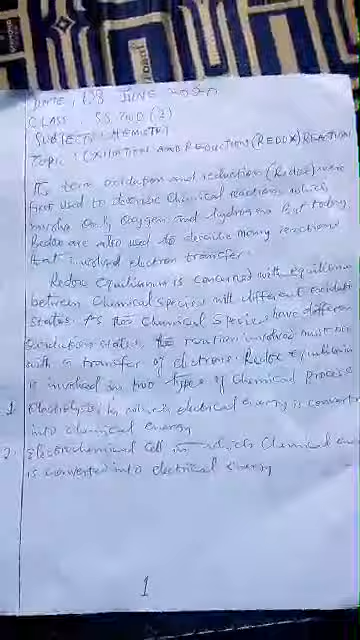 DATE: 1 23 JUNE 2020
CLASS: SS TWO (2)
SUBJECT: CHEMISTRY
TOPIC: OXIDATION AND REDUCTION (REDOX) REACTION
The term oxidation and reduction (Redox) were
first used to describe Chemical reactions which
involve Only Oxygen and hydrogen. But today,
Redox are also used to describe many reactions
that involved electron transfer.
Redox equilibrium is concerned with equilibrium
between Chemical species with different oxidation
states. As the Chemical Species have different
oxidation states, the reaction involved must
with a transfer of electrons. Redox equilibrium
is involved in two types of Chemical process
1. Electrolysis: In which electrical energy is convert
into chemical energy
2. Electrochemical Cell in which Chemical ene
is converted into electrical energy
1